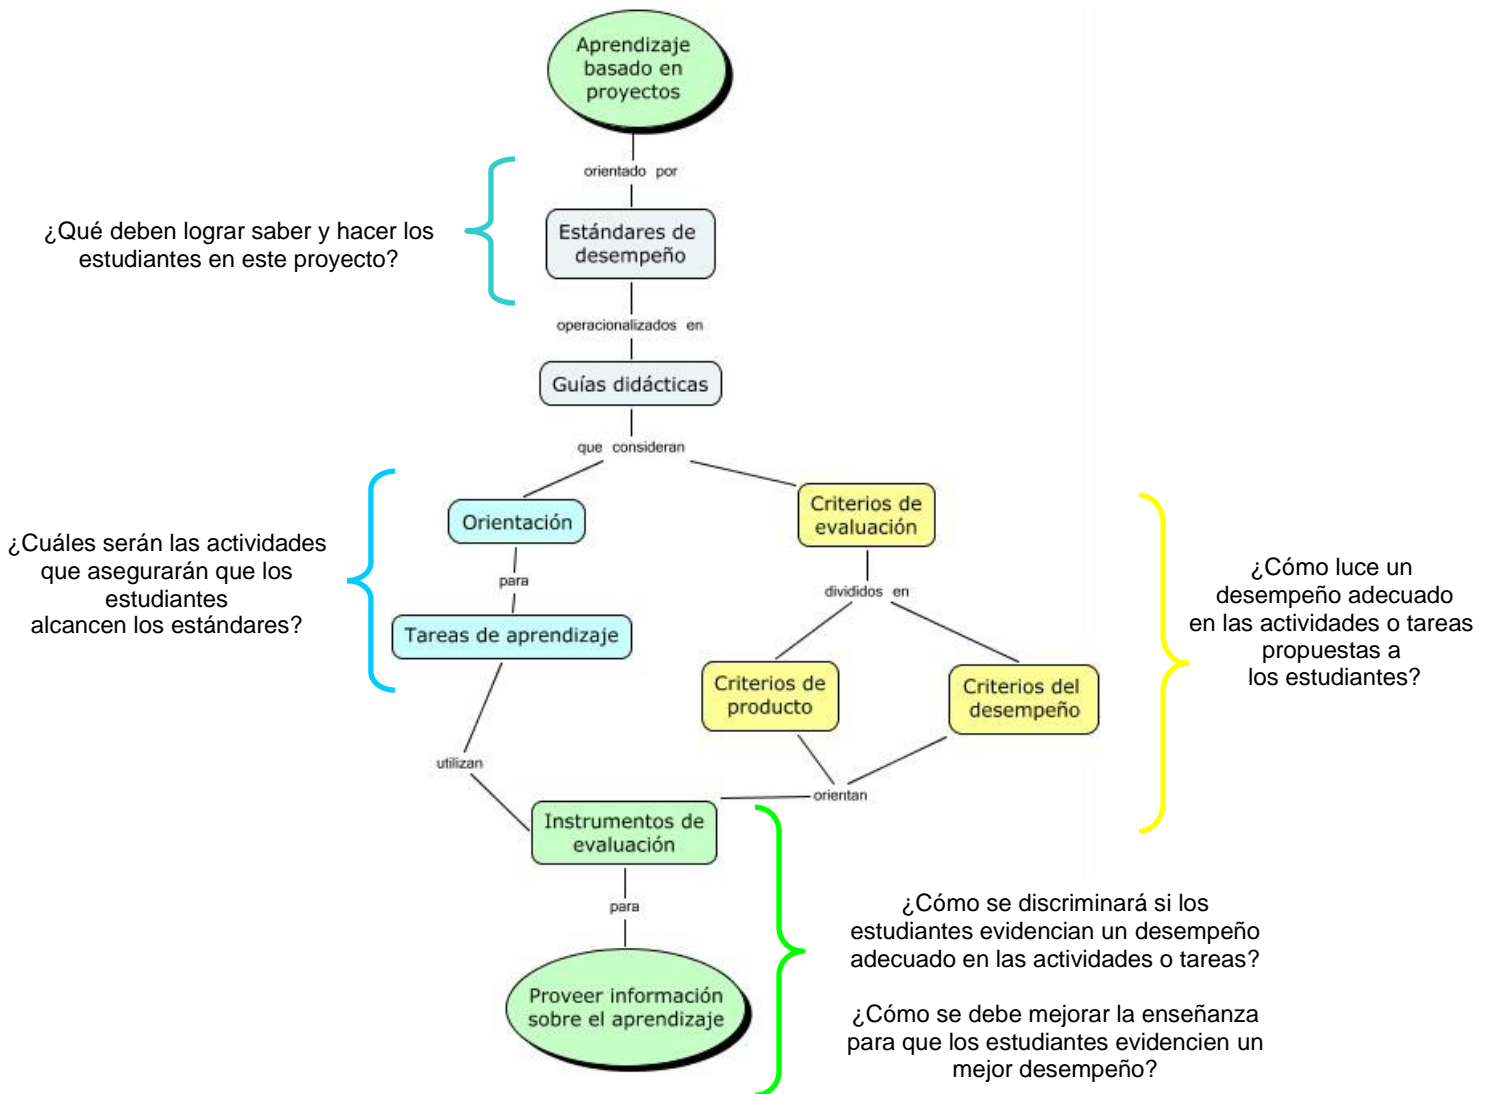 Aprendizaje
basado en
proyectos
orientado por
¿Qué deben lograr saber y hacer los
estudiantes en este proyecto?
Estándares de
desempeño
operacionalizados en
Guías didácticas
que consideran
Orientación
Criterios de
evaluación
¿Cuáles serán las actividades
que asegurarán que los
estudiantes
alcancen los estándares?
para
divididos en
Tareas de aprendizaje
¿Cómo luce un
desempeño adecuado
en las actividades o tareas
propuestas a
los estudiantes?
Criterios de
producto
Criterios del
desempeño
utilizan
orientan
Instrumentos de
evaluación
para
¿Cómo se discriminará si los
estudiantes evidencian un desempeño
adecuado en las actividades o tareas?
Proveer información
sobre el aprendizaje
¿Cómo se debe mejorar la enseñanza
para que los estudiantes evidencien un
mejor desempeño?